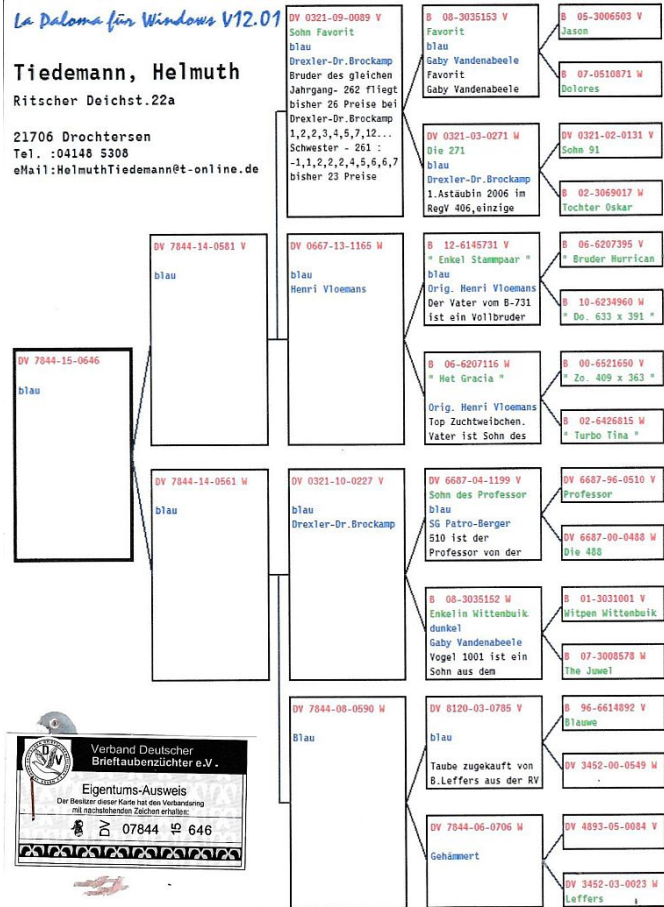 La Paloma für Windows V12.01
Tiedemann, Helmuth
Ritscher Deichst.22a
21706 Drochtersen
Tel. :04148 5308
eMail:HelmuthTiedemann@t-online.de
DV 7844-15-0646
blau
DV 7844-14-0581 V
blau
DV 7844-14-0561 W
blau
DV 0321-09-0089 V
Sohn Favorit
blau
Drexler-Dr.Brockamp
Bruder des gleichen
Jahrgang- 262 fliegt
bisher 26 Preise bei
Drexler-Dr.Brockamp
1,2,2,3,4,5,7,12...
Schwester - 261 :
-1,1,2,2,2,4,5,6,6,7
bisher 23 Preise
DV 0667-13-1165 W
blau
Henri Vloemans
DV 0321-10-0227 V
blau
Drexler-Dr.Brockamp
DV 7844-08-0590 W
Blau
B 08-3035153 V
Favorit
blau
Gaby Vandenabeele
Favorit
Gaby Vandenabeele
DV 0321-03-0271 W
Die 271
blau
Drexler-Dr.Brockamp
1.Astäubin 2006 im
RegV 406,einzige
B 12-6145731 V
" Enkel Stammpaar "
blau
Orig. Henri Vloemans
Der Vater vom B-731
ist ein Vollbruder
B 06-6207116 W
" Het Gracia "
Orig. Henri Vloemans
Top Zuchtweibchen.
Vater ist Sohn des
DV 6687-04-1199 V
Sohn des Professor
blau
SG Patro-Berger
510 ist der
Professor von der
B 08-3035152 W
Enkelin Wittenbuik
dunkel
Gaby Vandenabeele
Vogel 1001 ist ein
Sohn aus dem
DV 8120-03-0785 V
blau
Taube zugekauft von
B.Leffers aus der RV
DV 7844-06-0706 W
Gehämmert
B 05-3006503 V
Jason
B 07-0510871 W
Dolores
DV 0321-02-0131 V
Sohn 91
B 02-3069017 W
Tochter Oskar
B 06-6207395 V
" Bruder Hurrican
B 10-6234960 W
" Do. 633 x 391 "
B 00-6521650 V
" Zo. 409 x 363 "
B 02-6426815 W
" Turbo Tina "
DV 6687-96-0510 V
Professor
DV 6687-00-0488 W
Die 488
B 01-3031001 V
Witpen Wittenbuik
B 07-3008578 W
The Juwel
B 96-6614892 V
Blauwe
DV 3452-00-0549 W
DV 4893-05-0084 V
DV 3452-03-0023 W
Leffers
Verband Deutscher
Brieftaubenzüchter e.V.
Eigentums-Ausweis
Der Besitzer dieser Karte hat den Verbandsring
mit nachstehenden Zeichen erhalten:
DV 07844 15 646